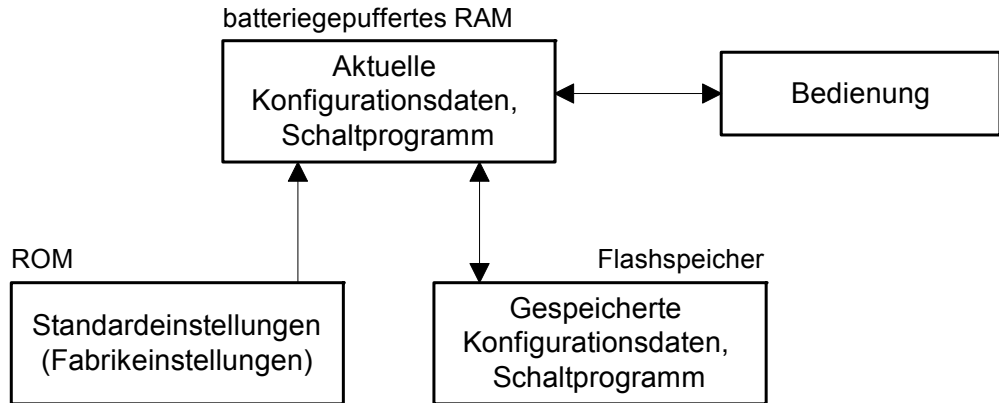 batteriegepuffertes RAM
Aktuelle
Konfigurationsdaten,
Schaltprogramm
Bedienung
ROM
Standardeinstellungen
(Fabrikeinstellungen)
Flashspeicher
Gespeicherte
Konfigurationsdaten,
Schaltprogramm